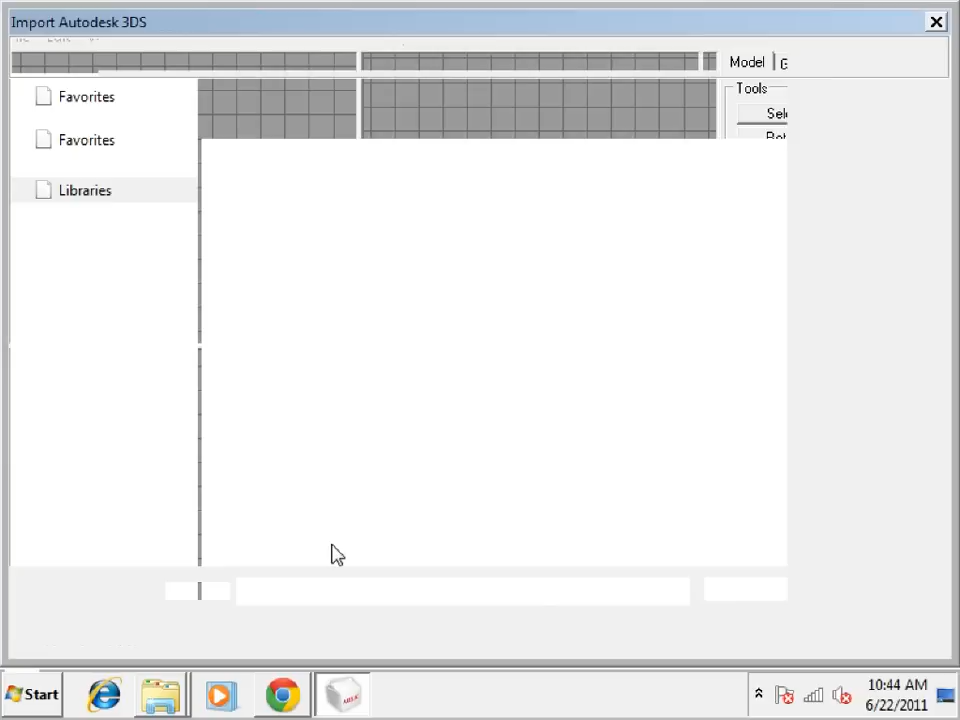 Import Autodesk 3DS
Model
Tools
Favorites
Favorites
Libraries
Start
10:44 AM
6/22/2011